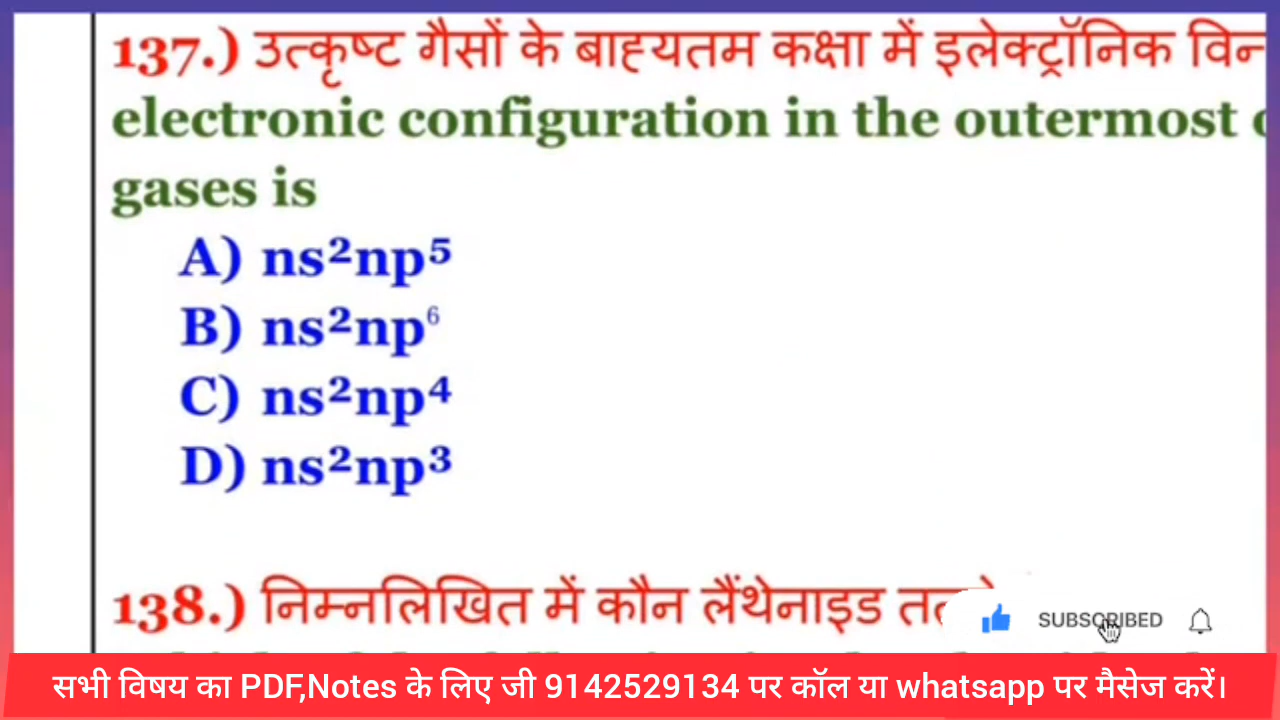 137.) उत्कृष्ट गैसों के बाह्यतम कक्षा में इलेक्ट्रॉनिक
electronic configuration in the outermost
gases is
A) ns²np⁵
B) ns²np⁶
C) ns²np⁴
D) ns²np³
138.) निम्नलिखित में कौन लैंथेनाइड
SUBSCRIBED
सभी विषय का PDF,Notes के लिए जी 9142529134 पर कॉल या whatsapp पर मैसेज करें।